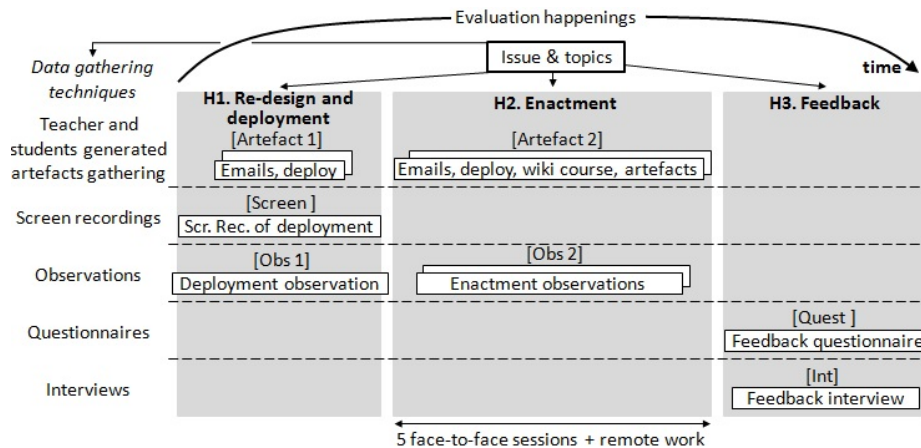 Evaluation happenings
Issue & topics
time
Data gathering
techniques
H1. Re-design and
deployment
H2. Enactment
H3. Feedback
Teacher and
students generated
artefacts gathering
[Artefact 1]
Emails, deploy
[Artefact 2]
Emails, deploy, wiki course, artefacts
Screen recordings
[Screen ]
Scr. Rec. of deployment
Observations
[Obs 1]
Deployment observation
[Obs 2]
Enactment observations
Questionnaires
[Quest ]
Feedback questionnaire
Interviews
[Int]
Feedback interview
5 face-to-face sessions + remote work